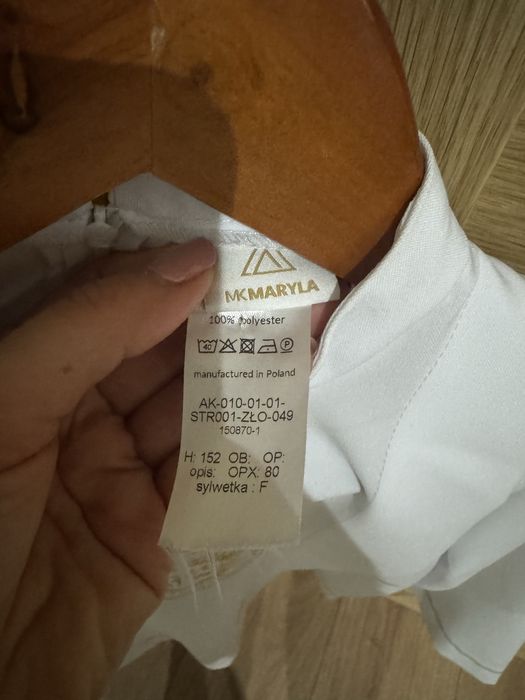 MKMARYLA
100% polyester
40 P
manufactured in Poland
AK-010-01-01-
STR001-ZŁO-049
150870-1
H: 152 OB: OP:
opis: OPX: 80
sylwetka : F